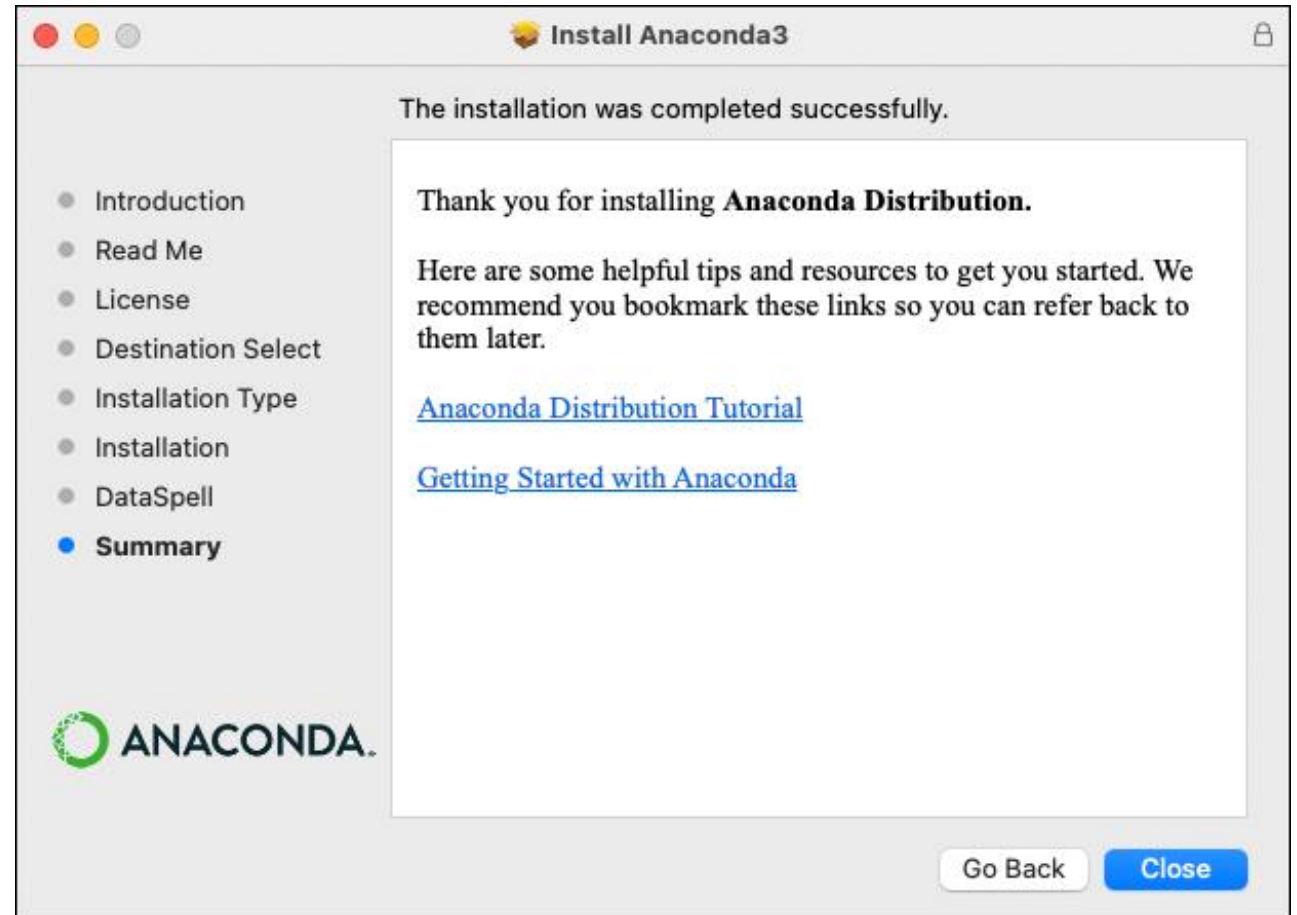 Install Anaconda3
The installation was completed successfully.
Introduction
Read Me
License
Destination Select
Installation Type
Installation
DataSpell
Summary
ANACONDA.
Thank you for installing Anaconda Distribution.
Here are some helpful tips and resources to get you started. We
recommend you bookmark these links so you can refer back to
them later.
Anaconda Distribution Tutorial
Getting Started with Anaconda
Go Back
Close